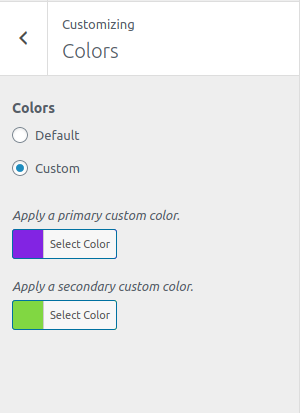 Customizing
Colors
Colors
Default
Custom
Apply a primary custom color.
Select Color
Apply a secondary custom color.
Select Color